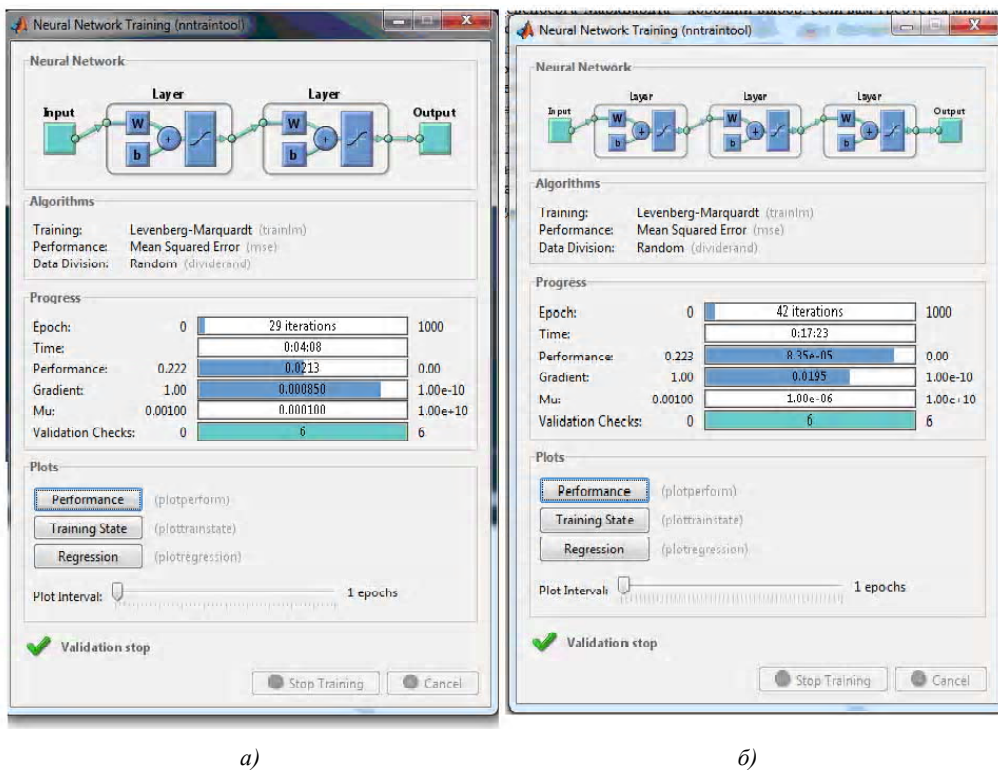 Neural Network Training (nntraintool)
Neural Network
Layer
Layer
Input
W
b
+
W
b
+
Output
Algorithms
Training: Levenberg-Marquardt (trainlm)
Performance: Mean Squared Error (mse)
Data Division: Random (dividerand)
Progress
Epoch: 0 29 iterations 1000
Time: 0:04:08
Performance: 0.222 0.0213 0.00
Gradient: 1.00 0.000850 1.00e-10
Mu: 0.00100 0.000100 1.00e+10
Validation Checks: 0 6 6
Plots
Performance (plotperform)
Training State (plottrainstate)
Regression (plotregression)
Plot Interval: 1 epochs
Validation stop
Stop Training Cancel
а)
Neural Network Training (nntraintool)
Neural Network
Layer
Layer
Layer
Input
W
b
+
W
b
+
W
b
+
Output
Algorithms
Training: Levenberg-Marquardt (trainlm)
Performance: Mean Squared Error (mse)
Data Division: Random (dividerand)
Progress
Epoch: 0 42 iterations 1000
Time: 0:17:23
Performance: 0.223 8.35e-05 0.00
Gradient: 1.00 0.0195 1.00e-10
Mu: 0.00100 1.00e-06 1.00e+10
Validation Checks: 0 6 6
Plots
Performance (plotperform)
Training State (plottrainstate)
Regression (plotregression)
Plot Interval: 1 epochs
Validation stop
Stop Training Cancel
б)